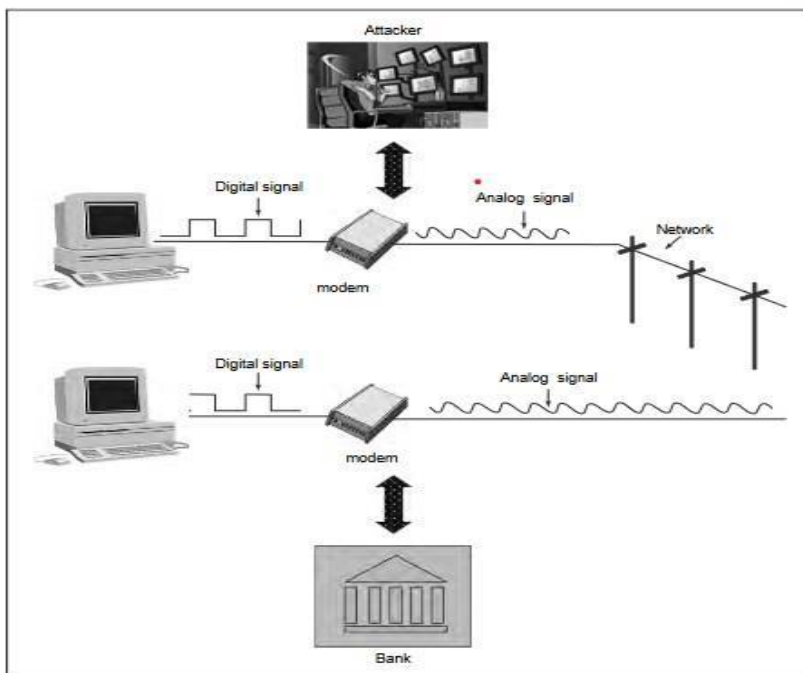 Attacker
Digital signal
Analog signal
Network
modem
Digital signal
Analog signal
modem
Bank